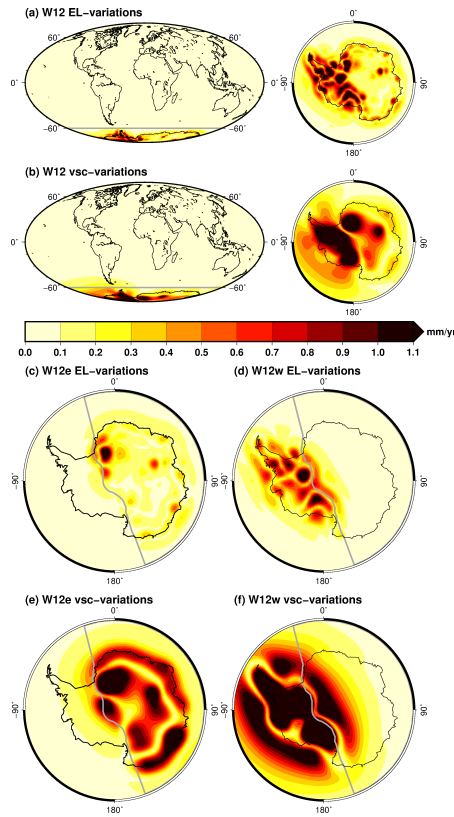 (a) W12 EL−variations
0˚
60˚ 60˚
0˚ 0˚ −90˚ 90˚
−60˚ −60˚
180˚
(b) W12 vsc−variations
0˚
60˚ 60˚
0˚ 0˚ −90˚ 90˚
−60˚ −60˚
180˚
mm/yr
0.0 0.1 0.2 0.3 0.4 0.5 0.6 0.7 0.8 0.9 1.0 1.1
(c) W12e EL−variations (d) W12w EL−variations
0˚ 0˚
−90˚ 90˚ −90˚ 90˚
180˚ 180˚
(e) W12e vsc−variations (f) W12w vsc−variations
0˚ 0˚
−90˚ 90˚ −90˚ 90˚
180˚ 180˚